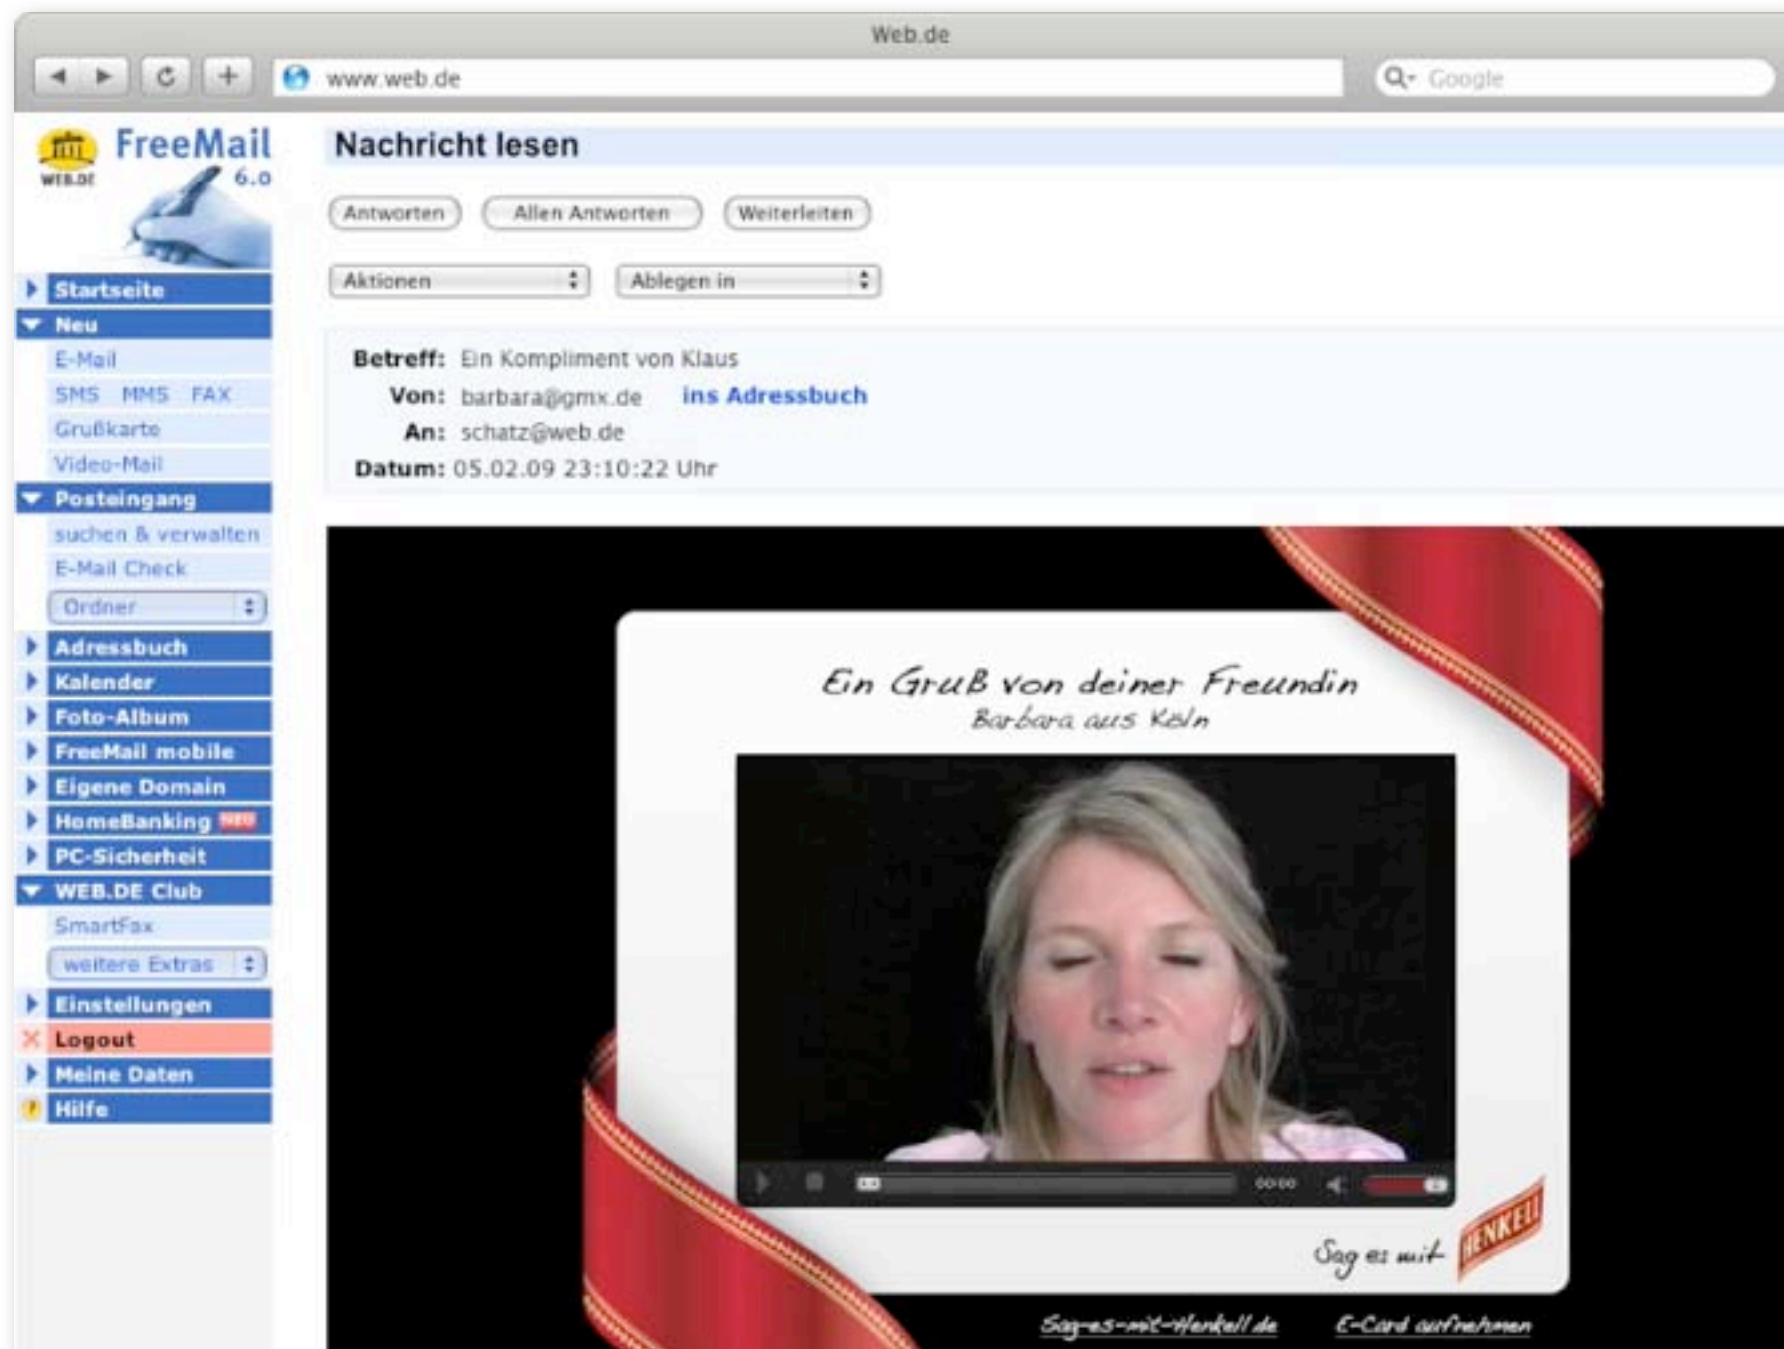 Web.de
www.web.de
Google
WEB.DE
FreeMail
6.0
Nachricht lesen
Antworten Allen Antworten Weiterleiten
Aktionen Ablegen in
Startseite
Neu
E-Mail
SMS MMS FAX
Grußkarte
Video-Mail
Posteingang
suchen & verwalten
E-Mail Check
Ordner
Adressbuch
Kalender
Foto-Album
FreeMail mobile
Eigene Domain
HomeBanking NEU
PC-Sicherheit
WEB.DE Club
SmartFax
weitere Extras
Einstellungen
Logout
Meine Daten
Hilfe
Betreff: Ein Kompliment von Klaus
Von: barbara@gmx.de ins Adressbuch
An: schatz@web.de
Datum: 05.02.09 23:10:22 Uhr
Ein Gruß von deiner Freundin
Barbara aus Köln
00:00
Sag es mit HENKELL
Sag-es-mit-Henkell.de E-Card aufnehmen